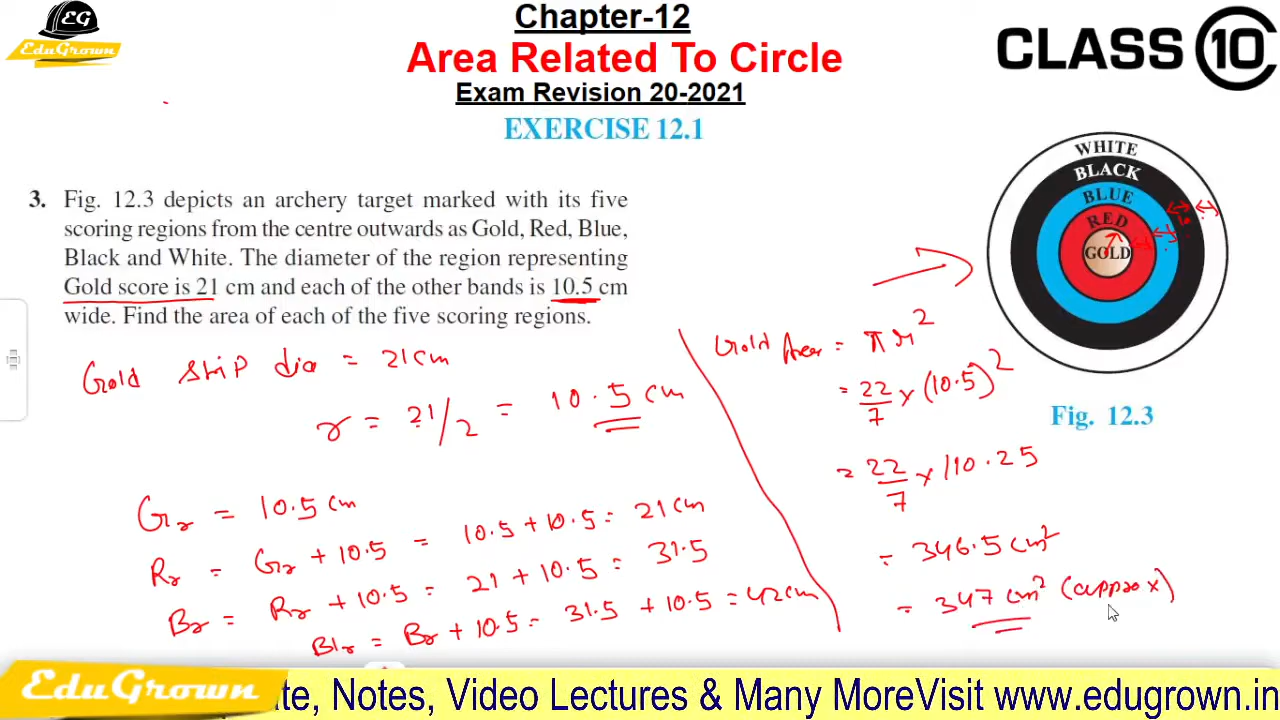 EG
EduGrown
Chapter-12
Area Related To Circle
Exam Revision 20-2021
EXERCISE 12.1
CLASS 10
3. Fig. 12.3 depicts an archery target marked with its five
scoring regions from the centre outwards as Gold, Red, Blue,
Black and White. The diameter of the region representing
Gold score is 21 cm and each of the other bands is 10.5 cm
wide. Find the area of each of the five scoring regions.
WHITE
BLACK
BLUE
RED
GOLD
Fig. 12.3
Gold strip dia = 21cm
r = 21/2 = 10.5 cm
Gr = 10.5 cm
Rr = Gr + 10.5 = 10.5 + 10.5 = 21cm
Br = Rr + 10.5 = 21 + 10.5 = 31.5
Blr = Br + 10.5 = 31.5 + 10.5 = 42cm
Gold Area = πr²
= 22/7 × (10.5)²
= 22/7 × 110.25
= 346.5 cm²
= 347 cm² (approx)
EduGrown
te, Notes, Video Lectures & Many MoreVisit www.edugrown.in